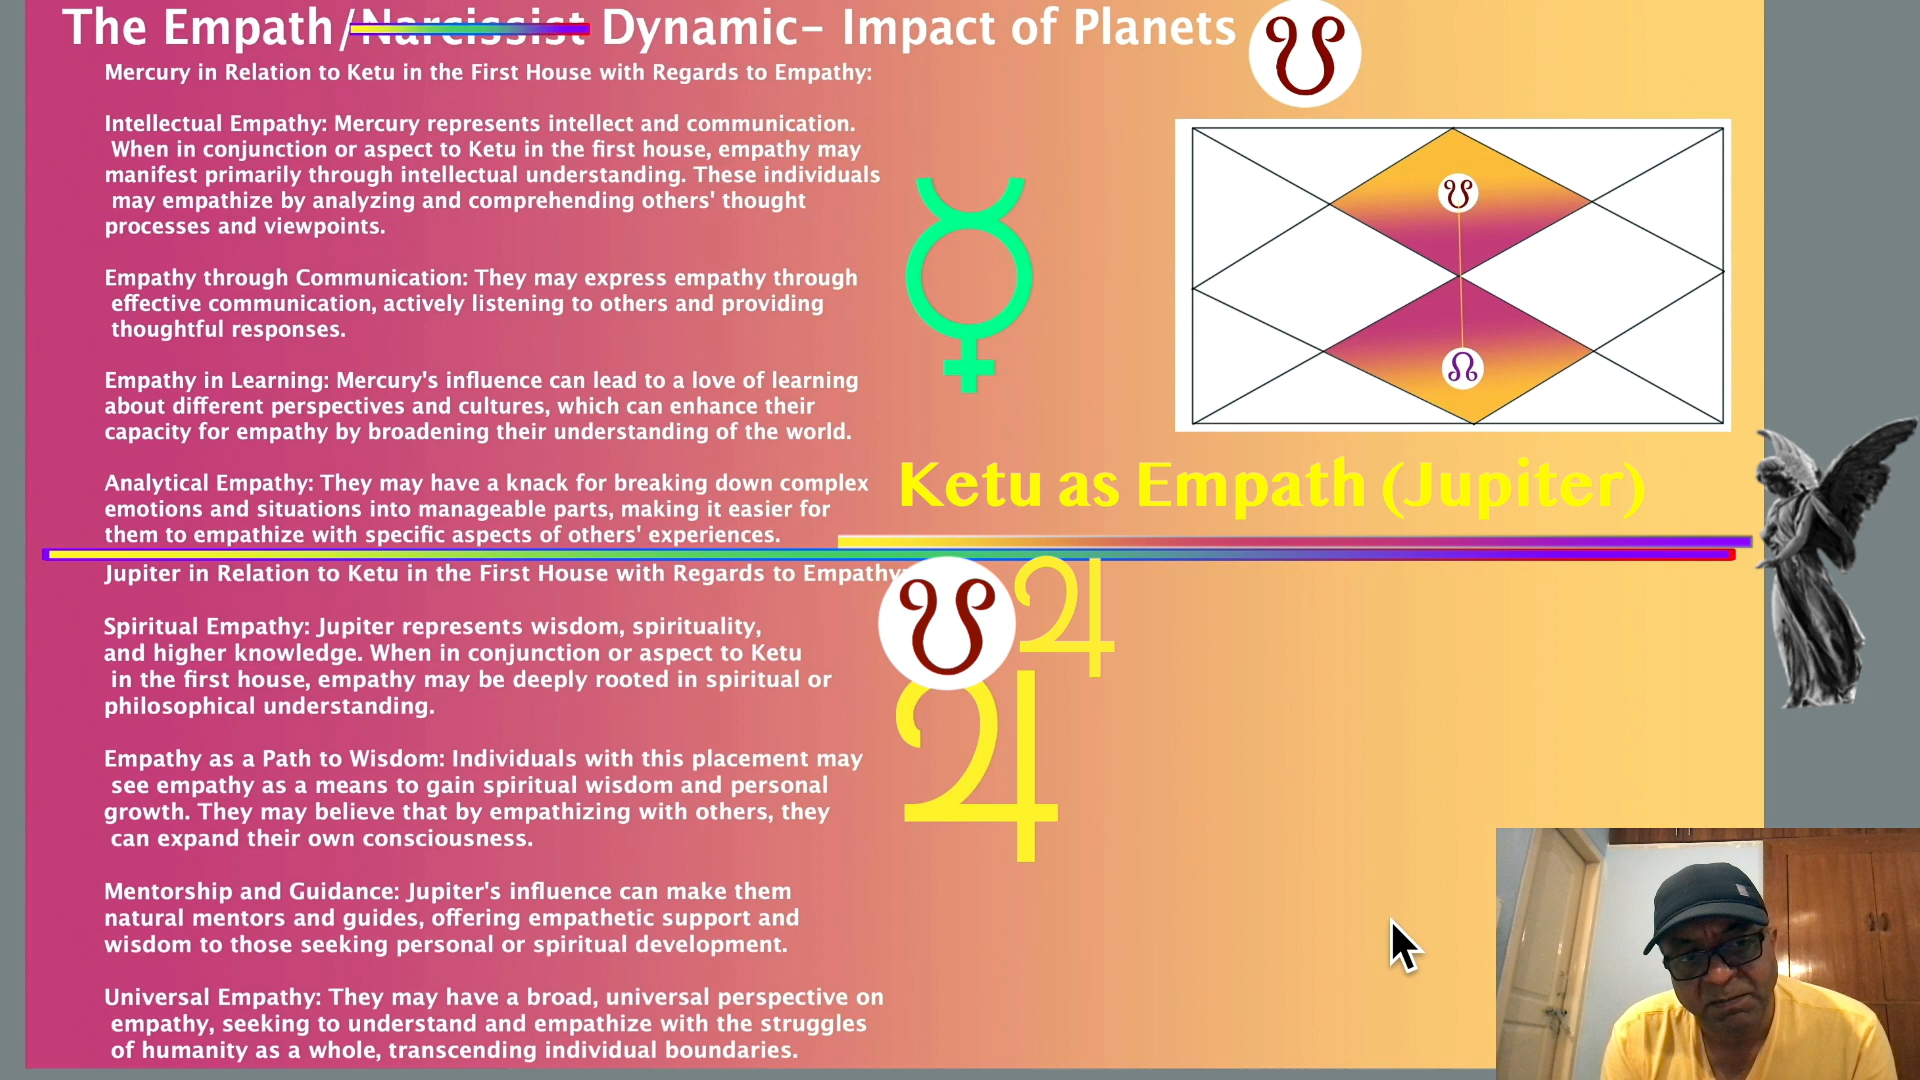 The Empath/Narcissist Dynamic- Impact of Planets
Mercury in Relation to Ketu in the First House with Regards to Empathy:
Intellectual Empathy: Mercury represents intellect and communication.
When in conjunction or aspect to Ketu in the first house, empathy may
manifest primarily through intellectual understanding. These individuals
may empathize by analyzing and comprehending others' thought
processes and viewpoints.
Empathy through Communication: They may express empathy through
effective communication, actively listening to others and providing
thoughtful responses.
Empathy in Learning: Mercury's influence can lead to a love of learning
about different perspectives and cultures, which can enhance their
capacity for empathy by broadening their understanding of the world.
Analytical Empathy: They may have a knack for breaking down complex
emotions and situations into manageable parts, making it easier for
them to empathize with specific aspects of others' experiences.
Ketu as Empath (Jupiter)
Jupiter in Relation to Ketu in the First House with Regards to Empathy
Spiritual Empathy: Jupiter represents wisdom, spirituality,
and higher knowledge. When in conjunction or aspect to Ketu
in the first house, empathy may be deeply rooted in spiritual or
philosophical understanding.
Empathy as a Path to Wisdom: Individuals with this placement may
see empathy as a means to gain spiritual wisdom and personal
growth. They may believe that by empathizing with others, they
can expand their own consciousness.
Mentorship and Guidance: Jupiter's influence can make them
natural mentors and guides, offering empathetic support and
wisdom to those seeking personal or spiritual development.
Universal Empathy: They may have a broad, universal perspective on
empathy, seeking to understand and empathize with the struggles
of humanity as a whole, transcending individual boundaries.